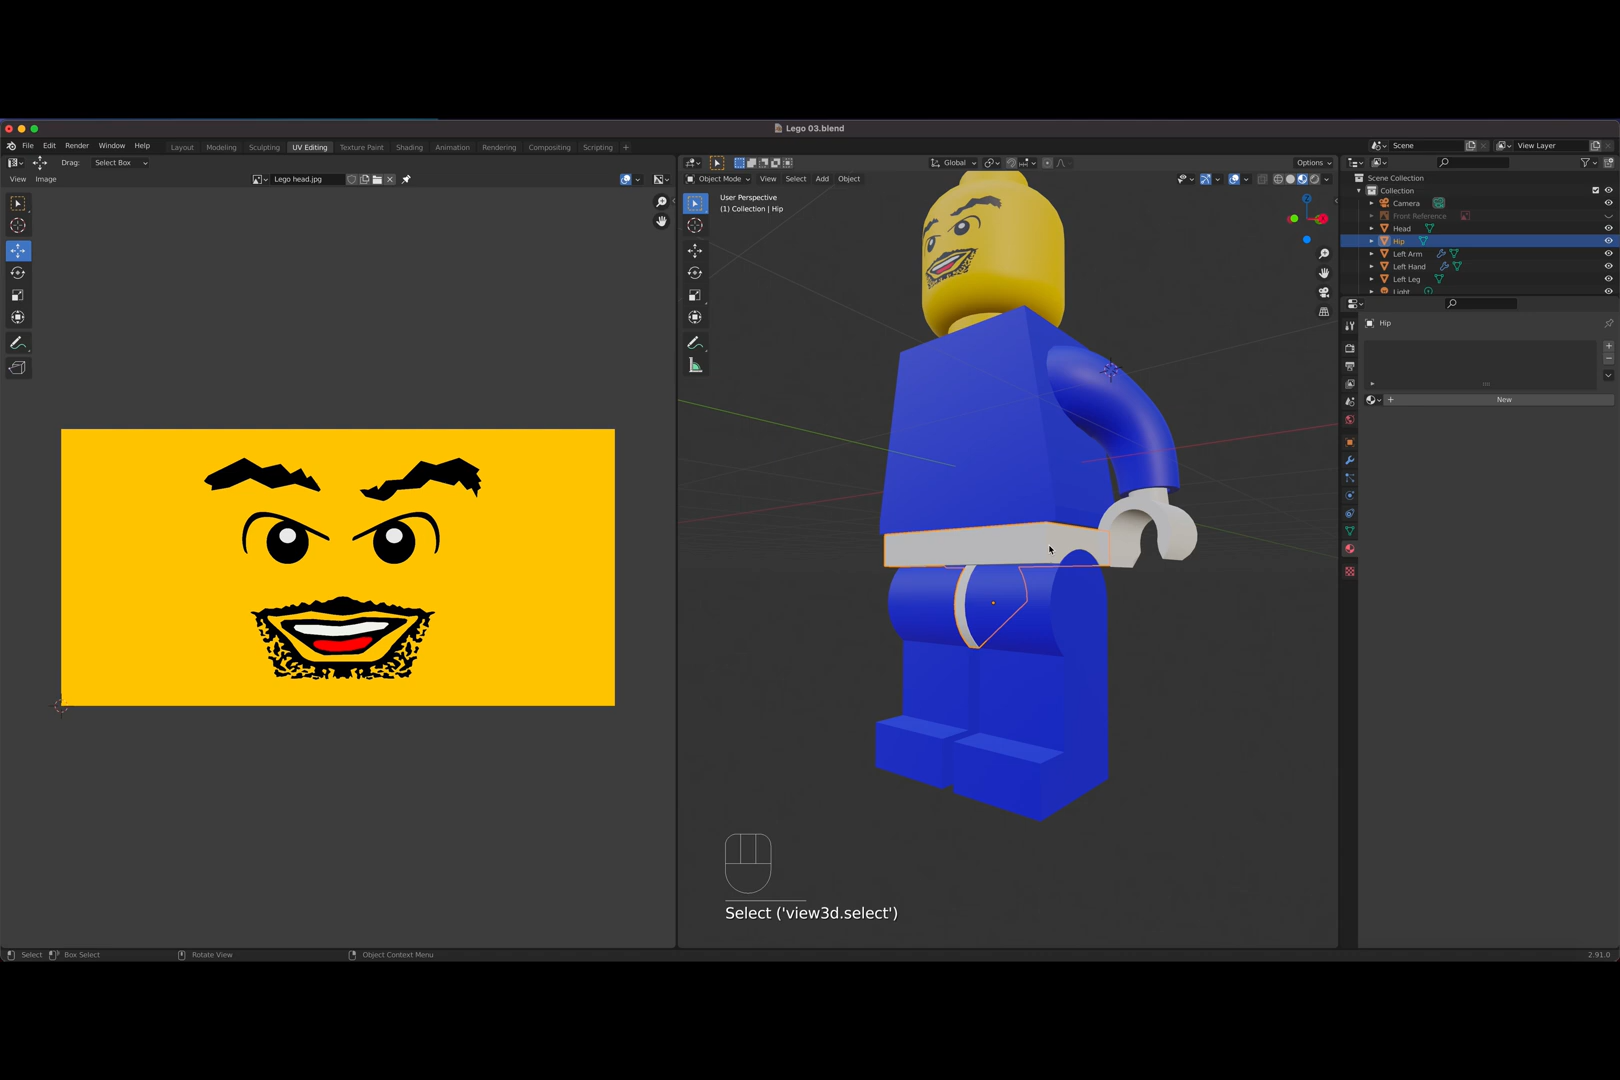 Lego 03.blend
File Edit Render Window Help
Layout Modeling Sculpting UV Editing Texture Paint Shading Animation Rendering Compositing Scripting +
Scene
View Layer
Drag: Select Box
Global
Options
View Image
Lego head.jpg
Object Mode View Select Add Object
User Perspective
(1) Collection | Hip
Scene Collection
Collection
Camera
Front Reference
Head
Hip
Left Arm
Left Hand
Left Leg
Light
Hip
New
Z
Select ('view3d.select')
Select Box Select Rotate View Object Context Menu
2.91.0